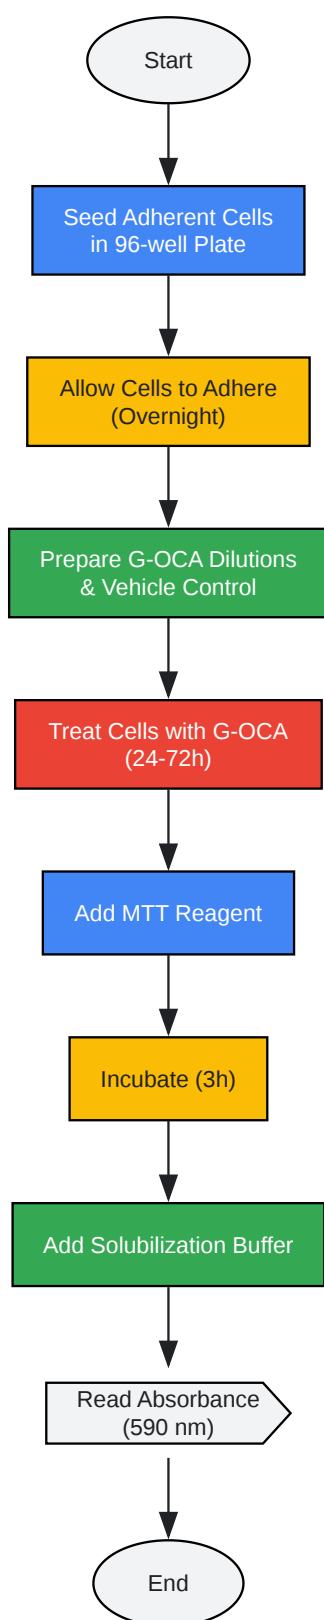 Start
Seed Adherent Cells
in 96-well Plate
Allow Cells to Adhere
(Overnight)
Prepare G-OCA Dilutions
& Vehicle Control
Treat Cells with G-OCA
(24-72h)
Add MTT Reagent
Incubate (3h)
Add Solubilization Buffer
Read Absorbance
(590 nm)
End